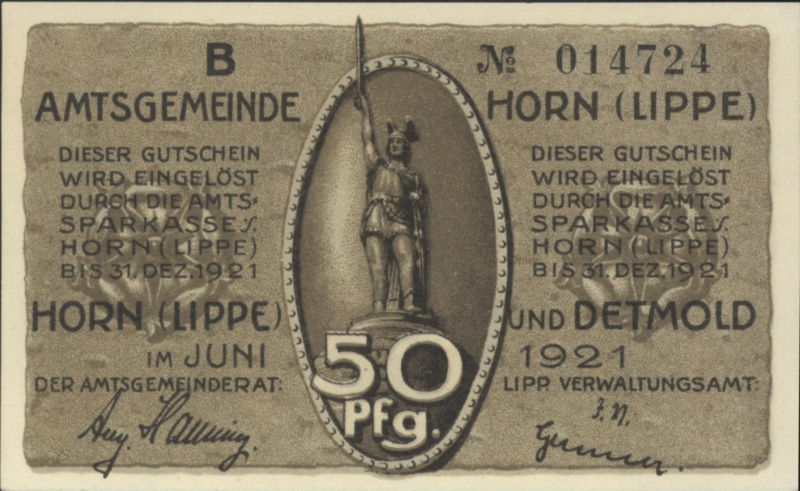 B
№ 014724
AMTSGEMEINDE
HORN (LIPPE)
DIESER GUTSCHEIN
WIRD EINGELÖST
DURCH DIE AMTS-
SPARKASSE S.
HORN (LIPPE)
BIS 31. DEZ. 1921
DIESER GUTSCHEIN
WIRD EINGELÖST
DURCH DIE AMTS-
SPARKASSE S.
HORN (LIPPE)
BIS 31. DEZ. 1921
HORN (LIPPE)
UND DETMOLD
IM JUNI
1921
DER AMTSGEMEINDERAT:
LIPP. VERWALTUNGSAMT:
50
Pfg.